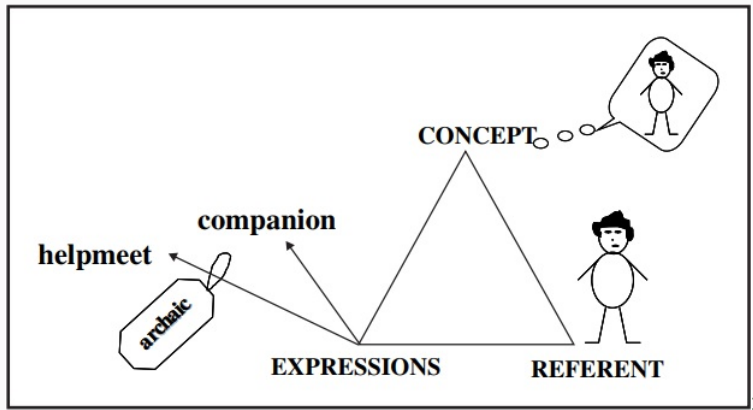 CONCEPT
companion
helpmeet
archaic
EXPRESSIONS
REFERENT